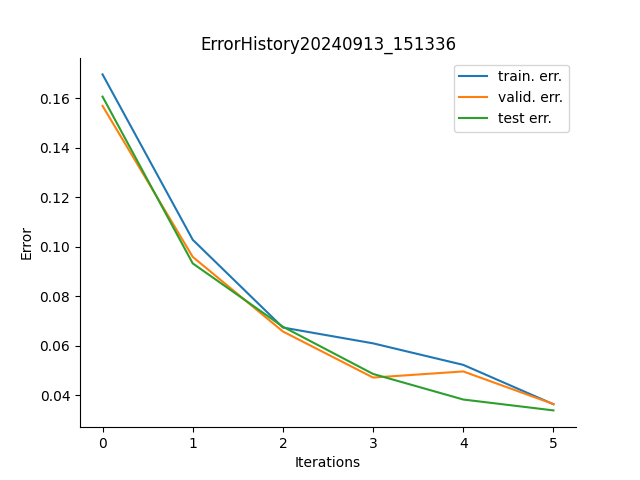 ErrorHistory20240913_151336
train. err.
valid. err.
test err.
0.16
0.14
0.12
0.10
0.08
0.06
0.04
Error
0 1 2 3 4 5
Iterations